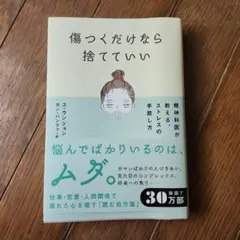 傷つくだけなら
捨てていい
精神科医が
教える、
ストレスの
手放し方
ユ・ウンジョン
悩んでばかりいるのは、
ムダ。
仕事・恋愛・人間関係で
疲れた心を癒す「読む処方箋」
韓国で
30万部